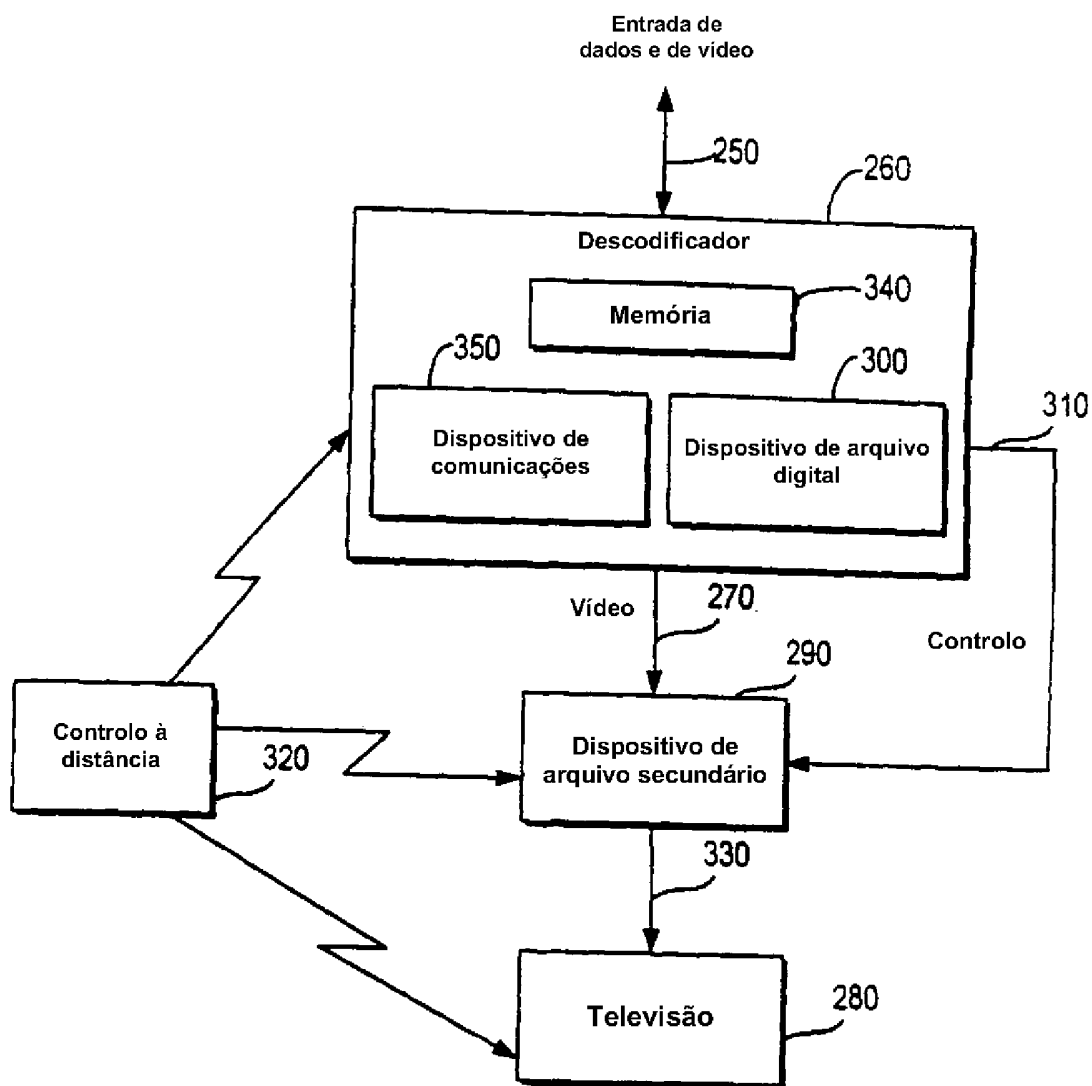 Entrada de
dados e de vídeo
250
260
Descodificador
340
Memória
350
300
310
Dispositivo de
comunicações
Dispositivo de arquivo
digital
Vídeo
270
Controlo
290
Controlo à
distância
320
Dispositivo de
arquivo secundário
330
Televisão
280